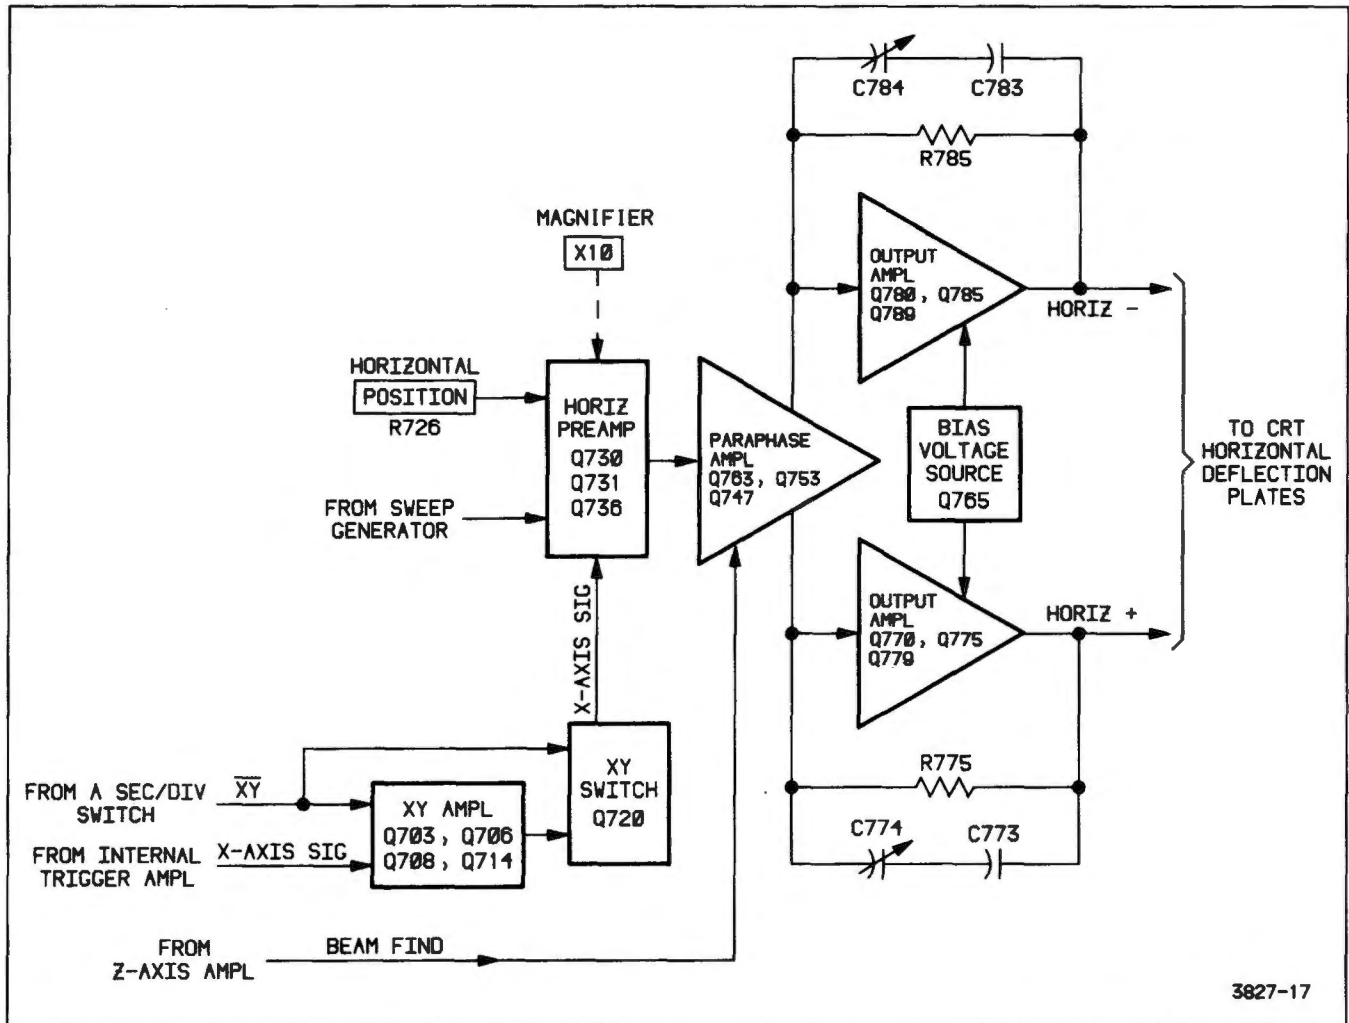 C784
C783
R785
MAGNIFIER
X10
OUTPUT
AMPL
Q780, Q785
Q789
HORIZ -
HORIZONTAL
POSITION
R726
HORIZ
PREAMP
Q730
Q731
Q736
PARAPHASE
AMPL
Q763, Q753
Q747
BIAS
VOLTAGE
SOURCE
Q765
TO CRT
HORIZONTAL
DEFLECTION
PLATES
FROM SWEEP
GENERATOR
X-AXIS SIG
OUTPUT
AMPL
Q770, Q775
Q779
HORIZ +
FROM A SEC/DIV
SWITCH
X̅Y̅
XY AMPL
Q703, Q706
Q708, Q714
XY
SWITCH
Q720
FROM INTERNAL
TRIGGER AMPL
X-AXIS SIG
R775
C774
C773
FROM
Z-AXIS AMPL
BEAM FIND
3827-17